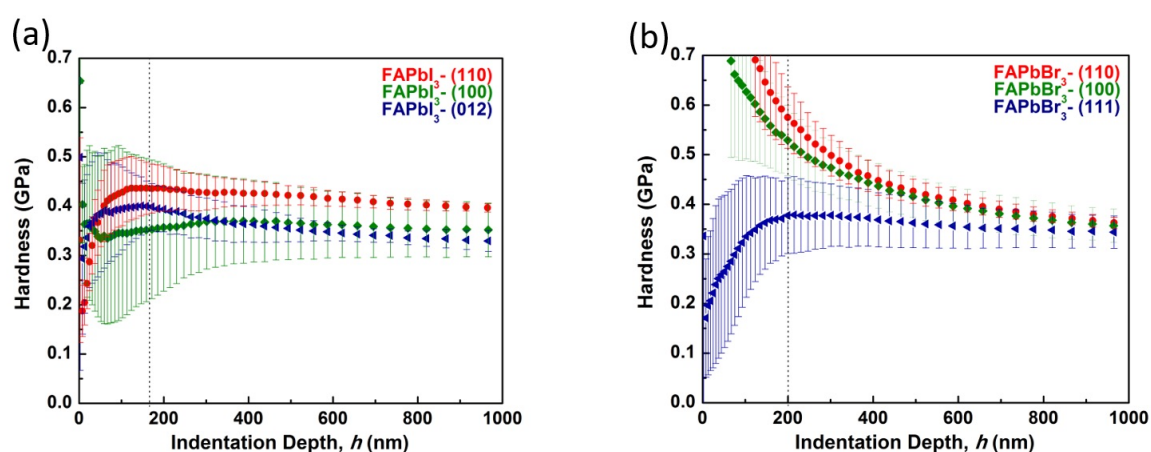 (a)
0.7
0.6
0.5
0.4
0.3
0.2
0.1
0.0
Hardness (GPa)
FAPbI₃- (110)
FAPbI₃- (100)
FAPbI₃- (012)
0 200 400 600 800 1000
Indentation Depth, h (nm)
(b)
0.7
0.6
0.5
0.4
0.3
0.2
0.1
0.0
Hardness (GPa)
FAPbBr₃- (110)
FAPbBr₃- (100)
FAPbBr₃- (111)
0 200 400 600 800 1000
Indentation Depth, h (nm)